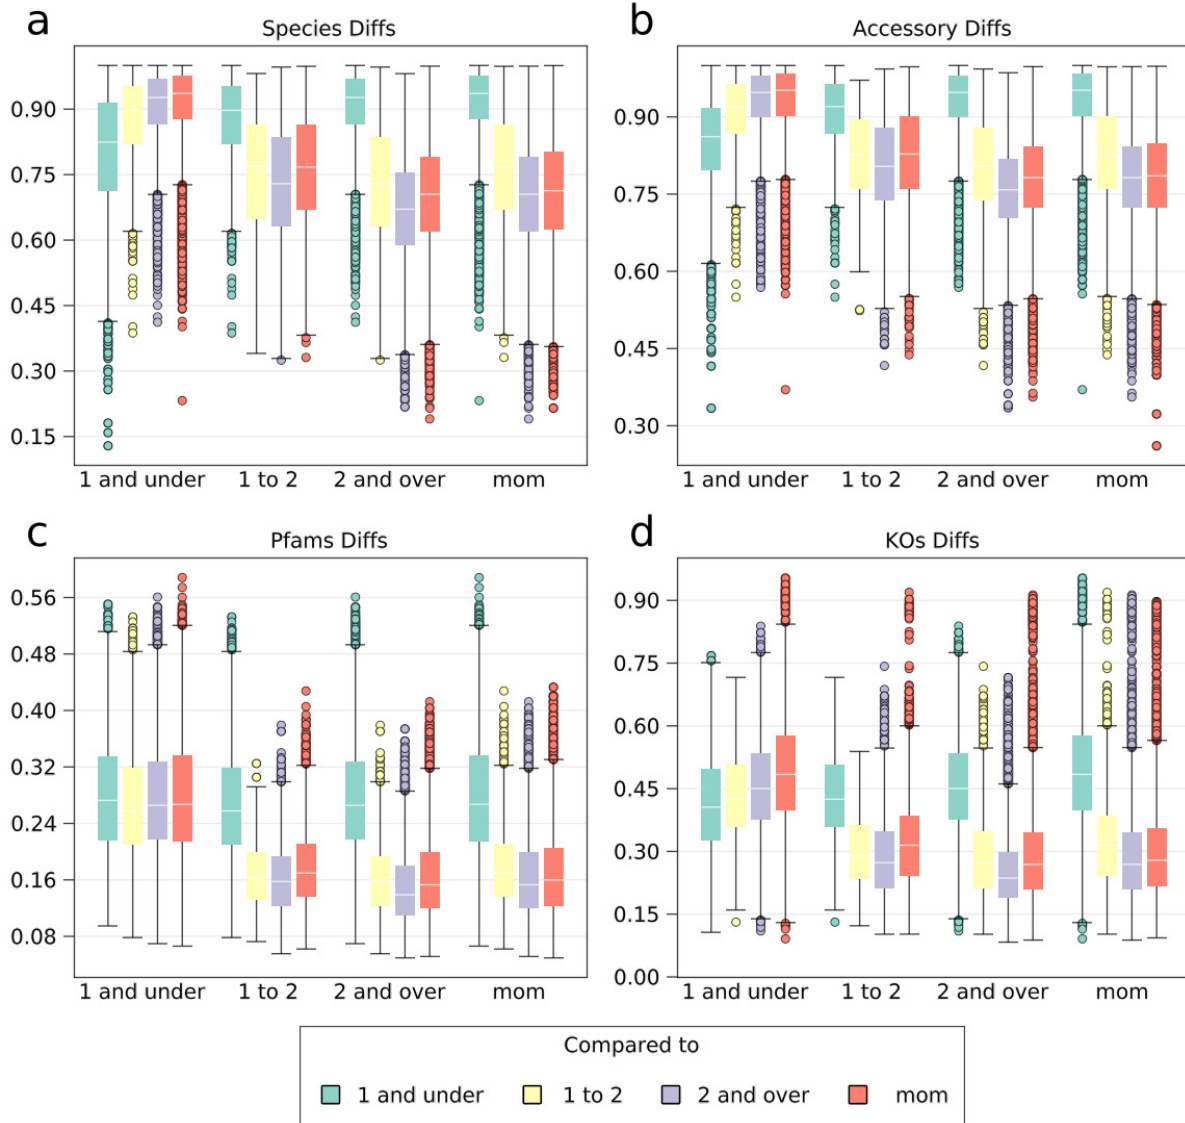 a
Species Diffs
0.90
0.75
0.60
0.45
0.30
0.15
1 and under 1 to 2 2 and over mom
b
Accessory Diffs
0.90
0.75
0.60
0.45
0.30
1 and under 1 to 2 2 and over mom
c
Pfams Diffs
0.56
0.48
0.40
0.32
0.24
0.16
0.08
1 and under 1 to 2 2 and over mom
d
KOs Diffs
0.90
0.75
0.60
0.45
0.30
0.15
0.00
1 and under 1 to 2 2 and over mom
Compared to
1 and under 1 to 2 2 and over mom